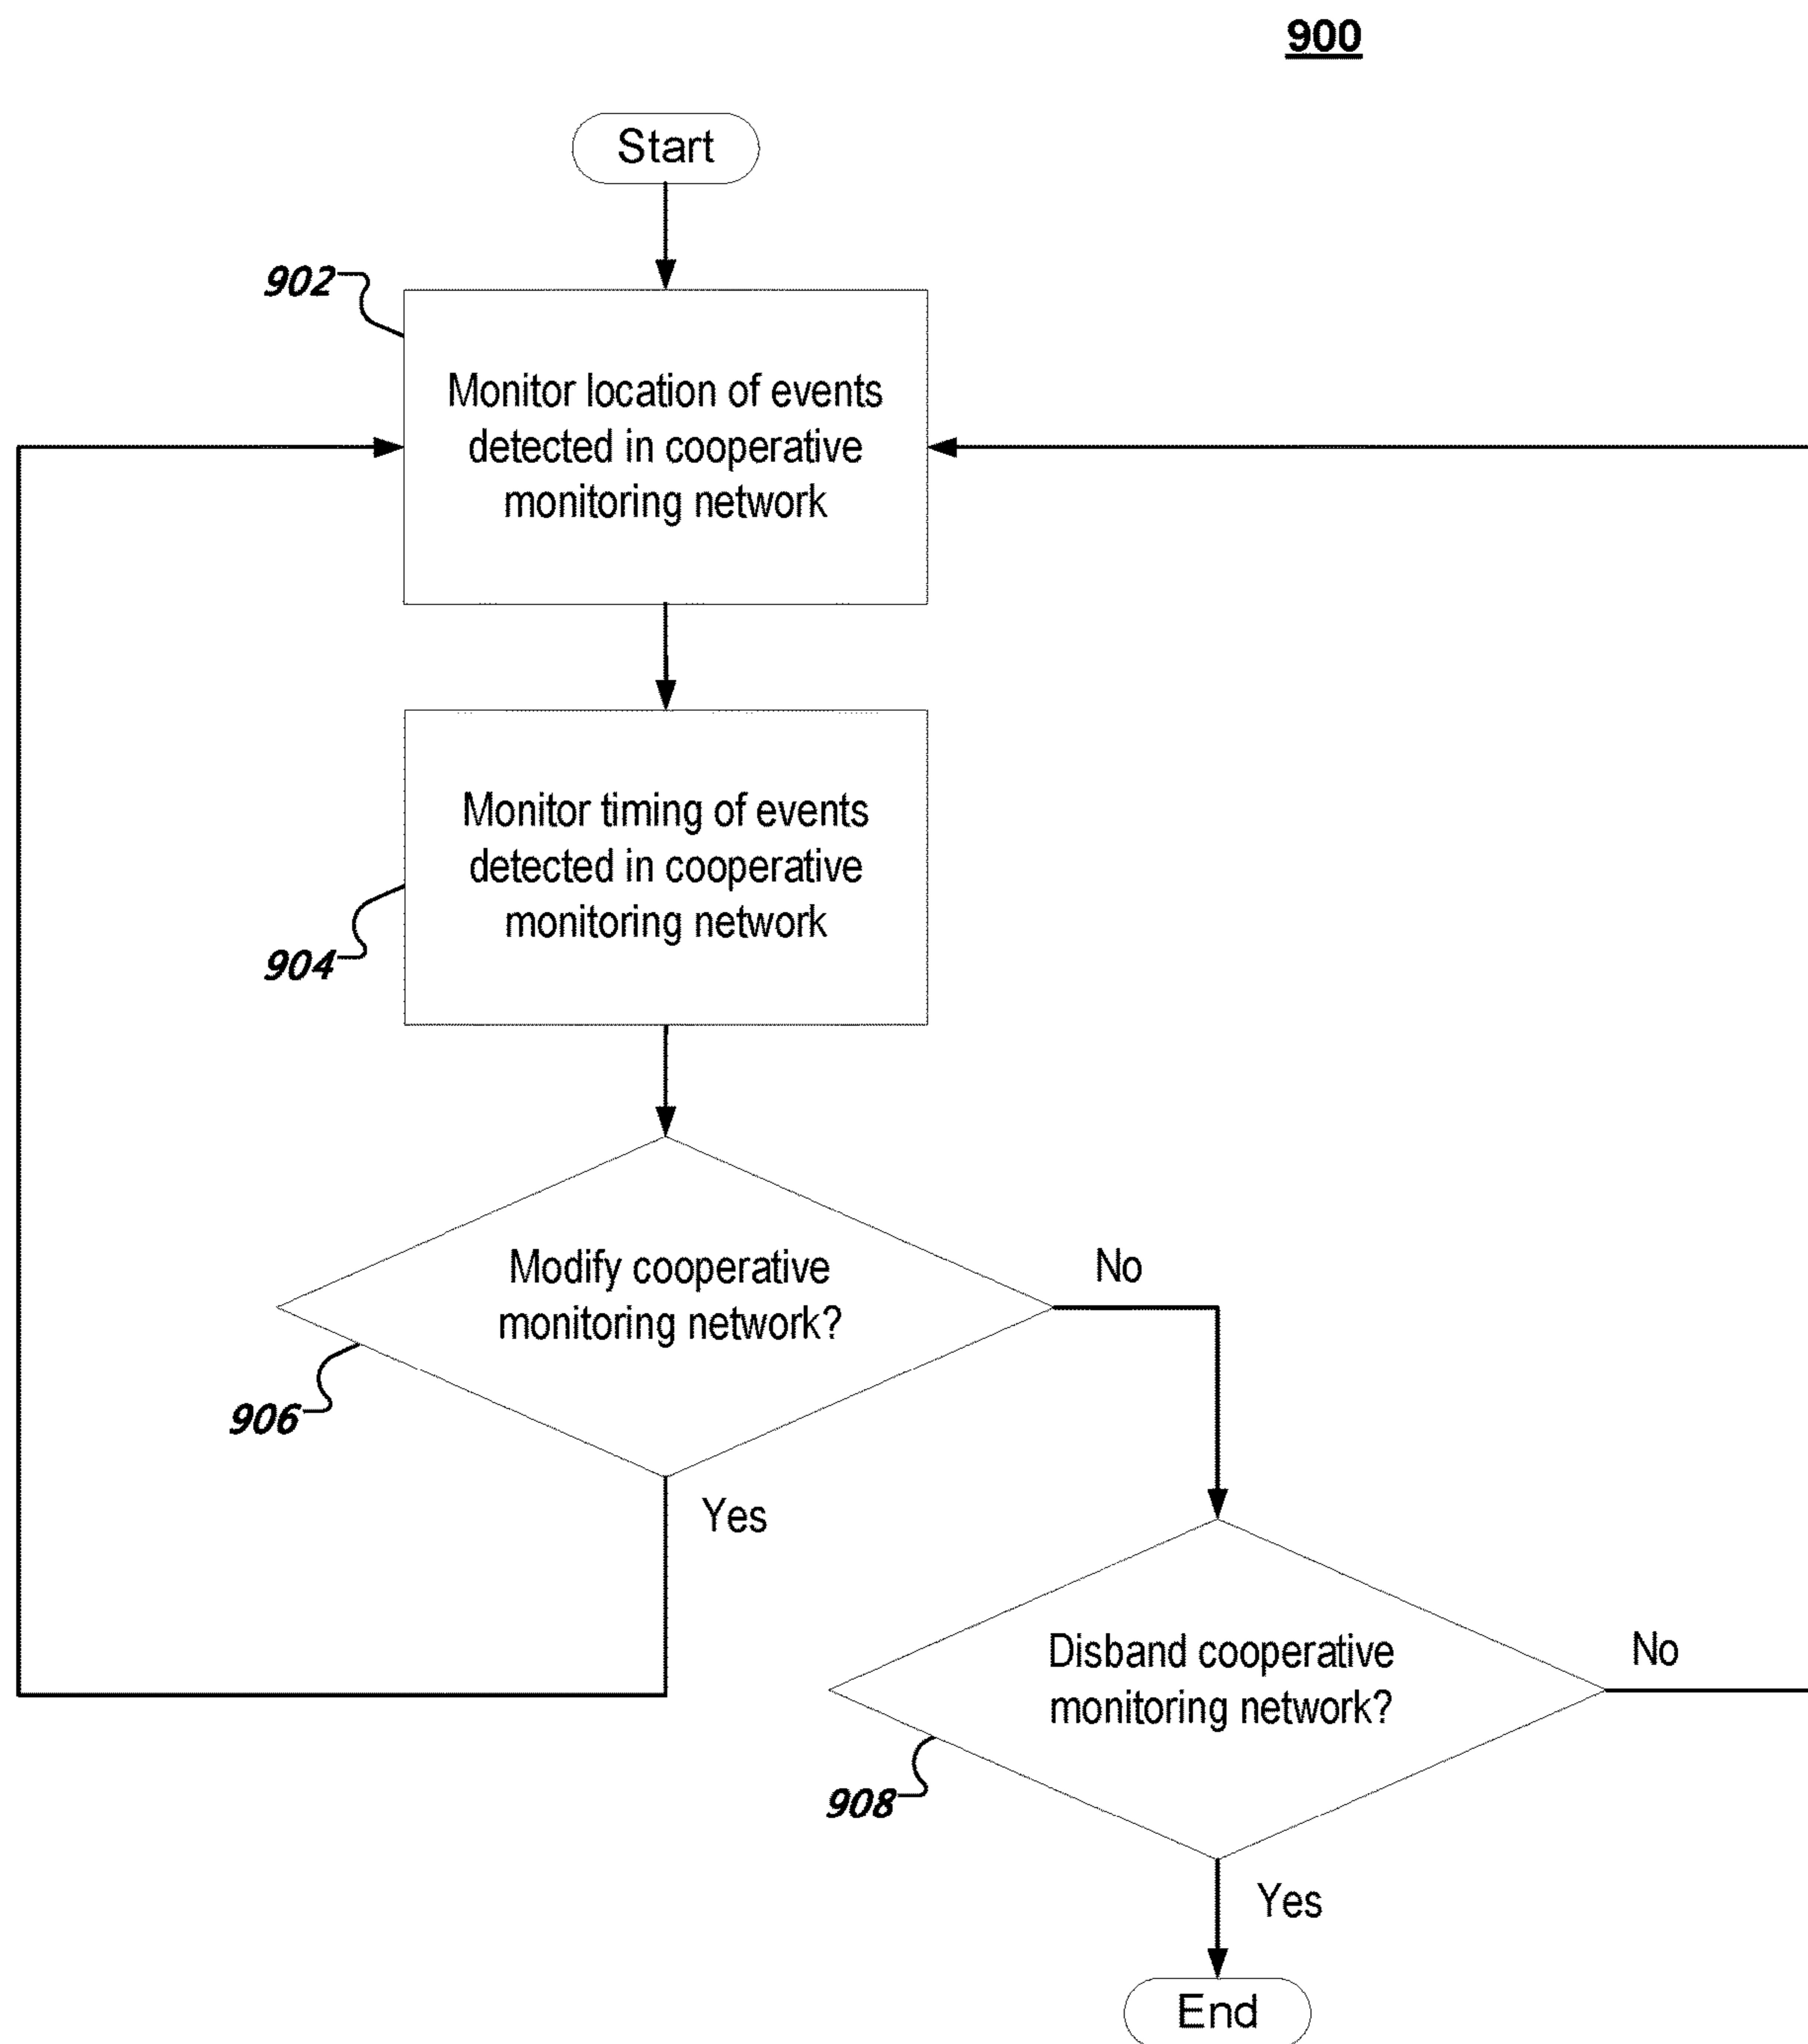 900
Start
902
Monitor location of events
detected in cooperative
monitoring network
Monitor timing of events
detected in cooperative
monitoring network
904
Modify cooperative
monitoring network?
No
906
Yes
Disband cooperative
monitoring network?
No
908
Yes
End